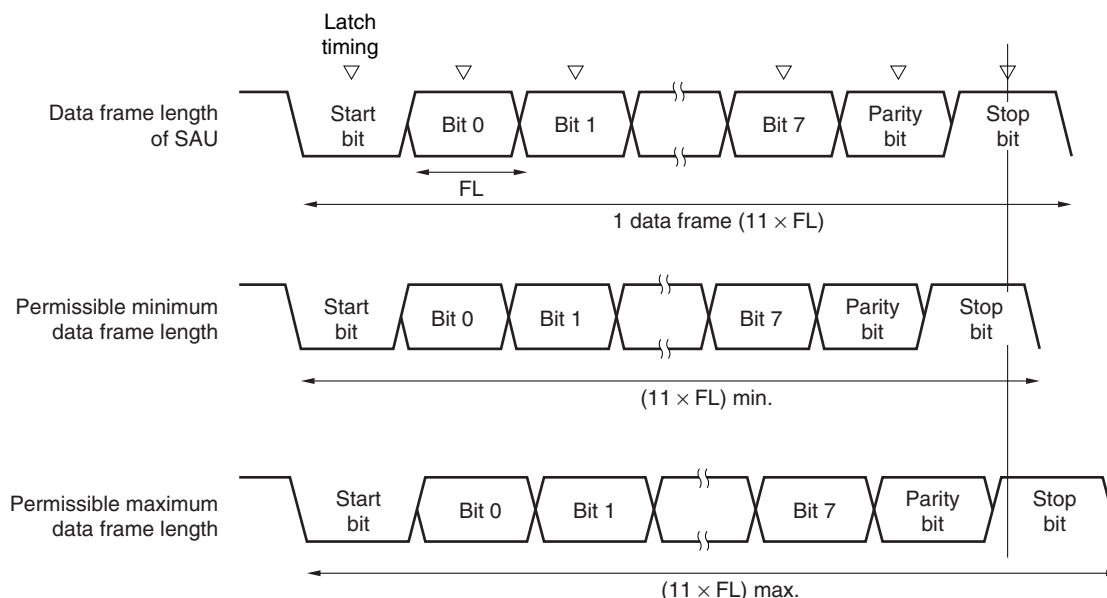 Latch
timing
Data frame length
of SAU
Start
bit
Bit 0
Bit 1
Bit 7
Parity
bit
Stop
bit
FL
1 data frame (11 × FL)
Permissible minimum
data frame length
Start
bit
Bit 0
Bit 1
Bit 7
Parity
bit
Stop
bit
(11 × FL) min.
Permissible maximum
data frame length
Start
bit
Bit 0
Bit 1
Bit 7
Parity
bit
Stop
bit
(11 × FL) max.